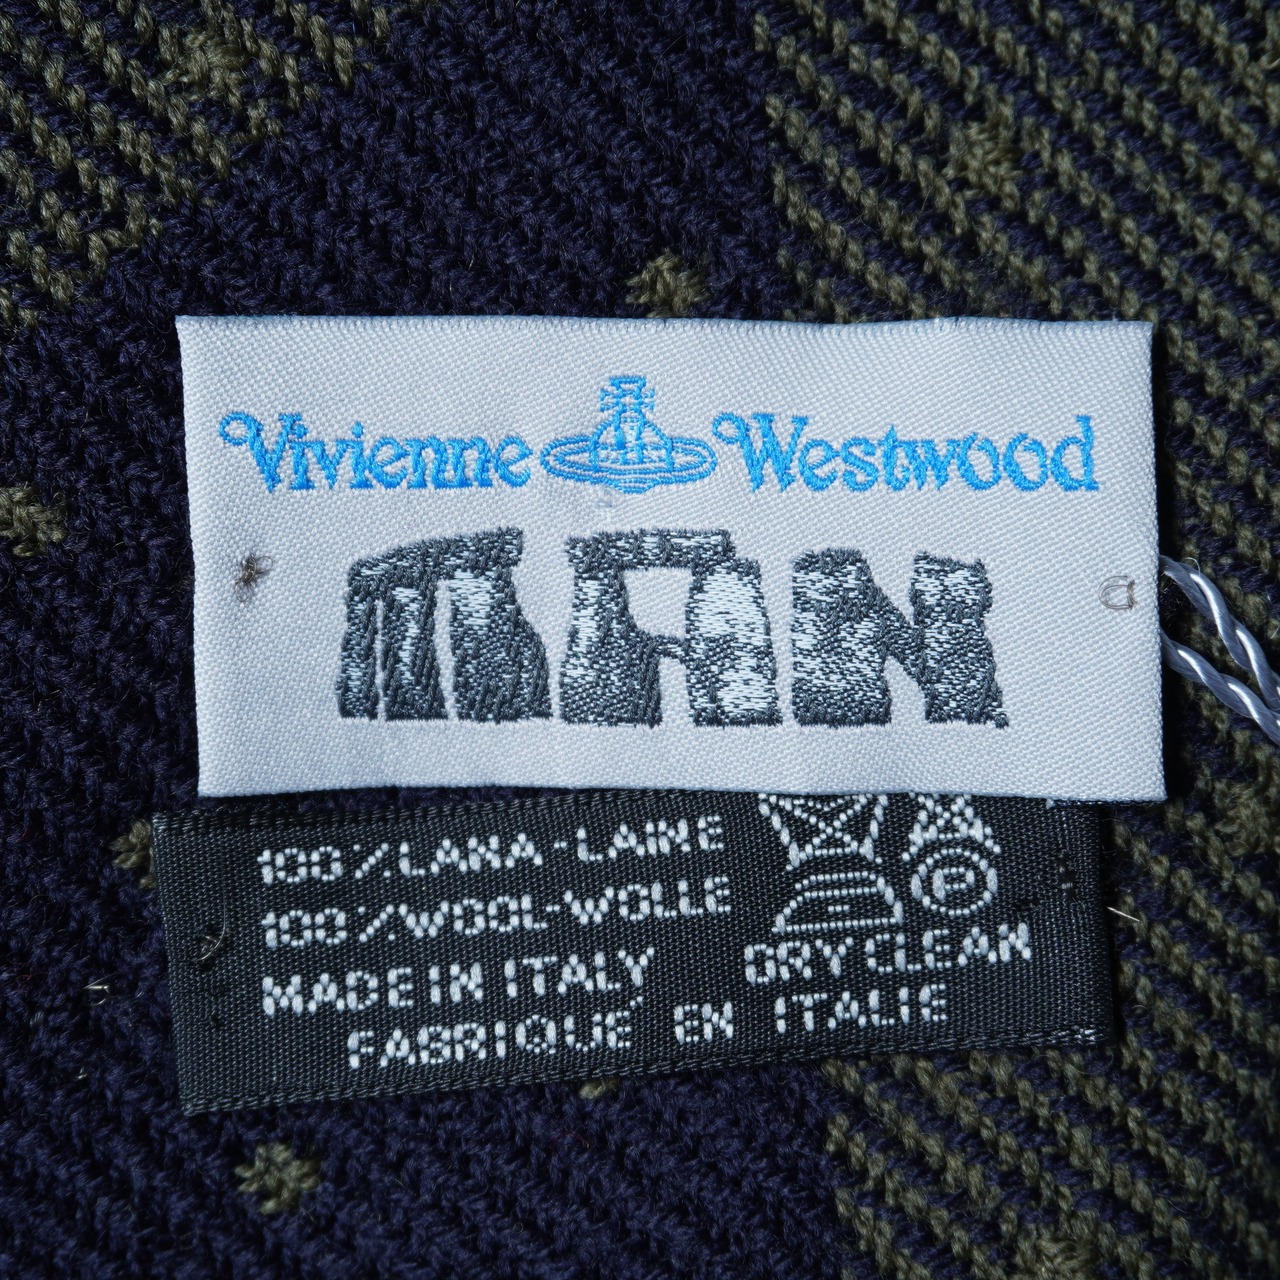 Vivienne Westwood
MAN
100%LANA-LAINE
100%WOOL-WOLLE
MADE IN ITALY
FABRIQUÉ EN ITALIE
P
DRYCLEAN